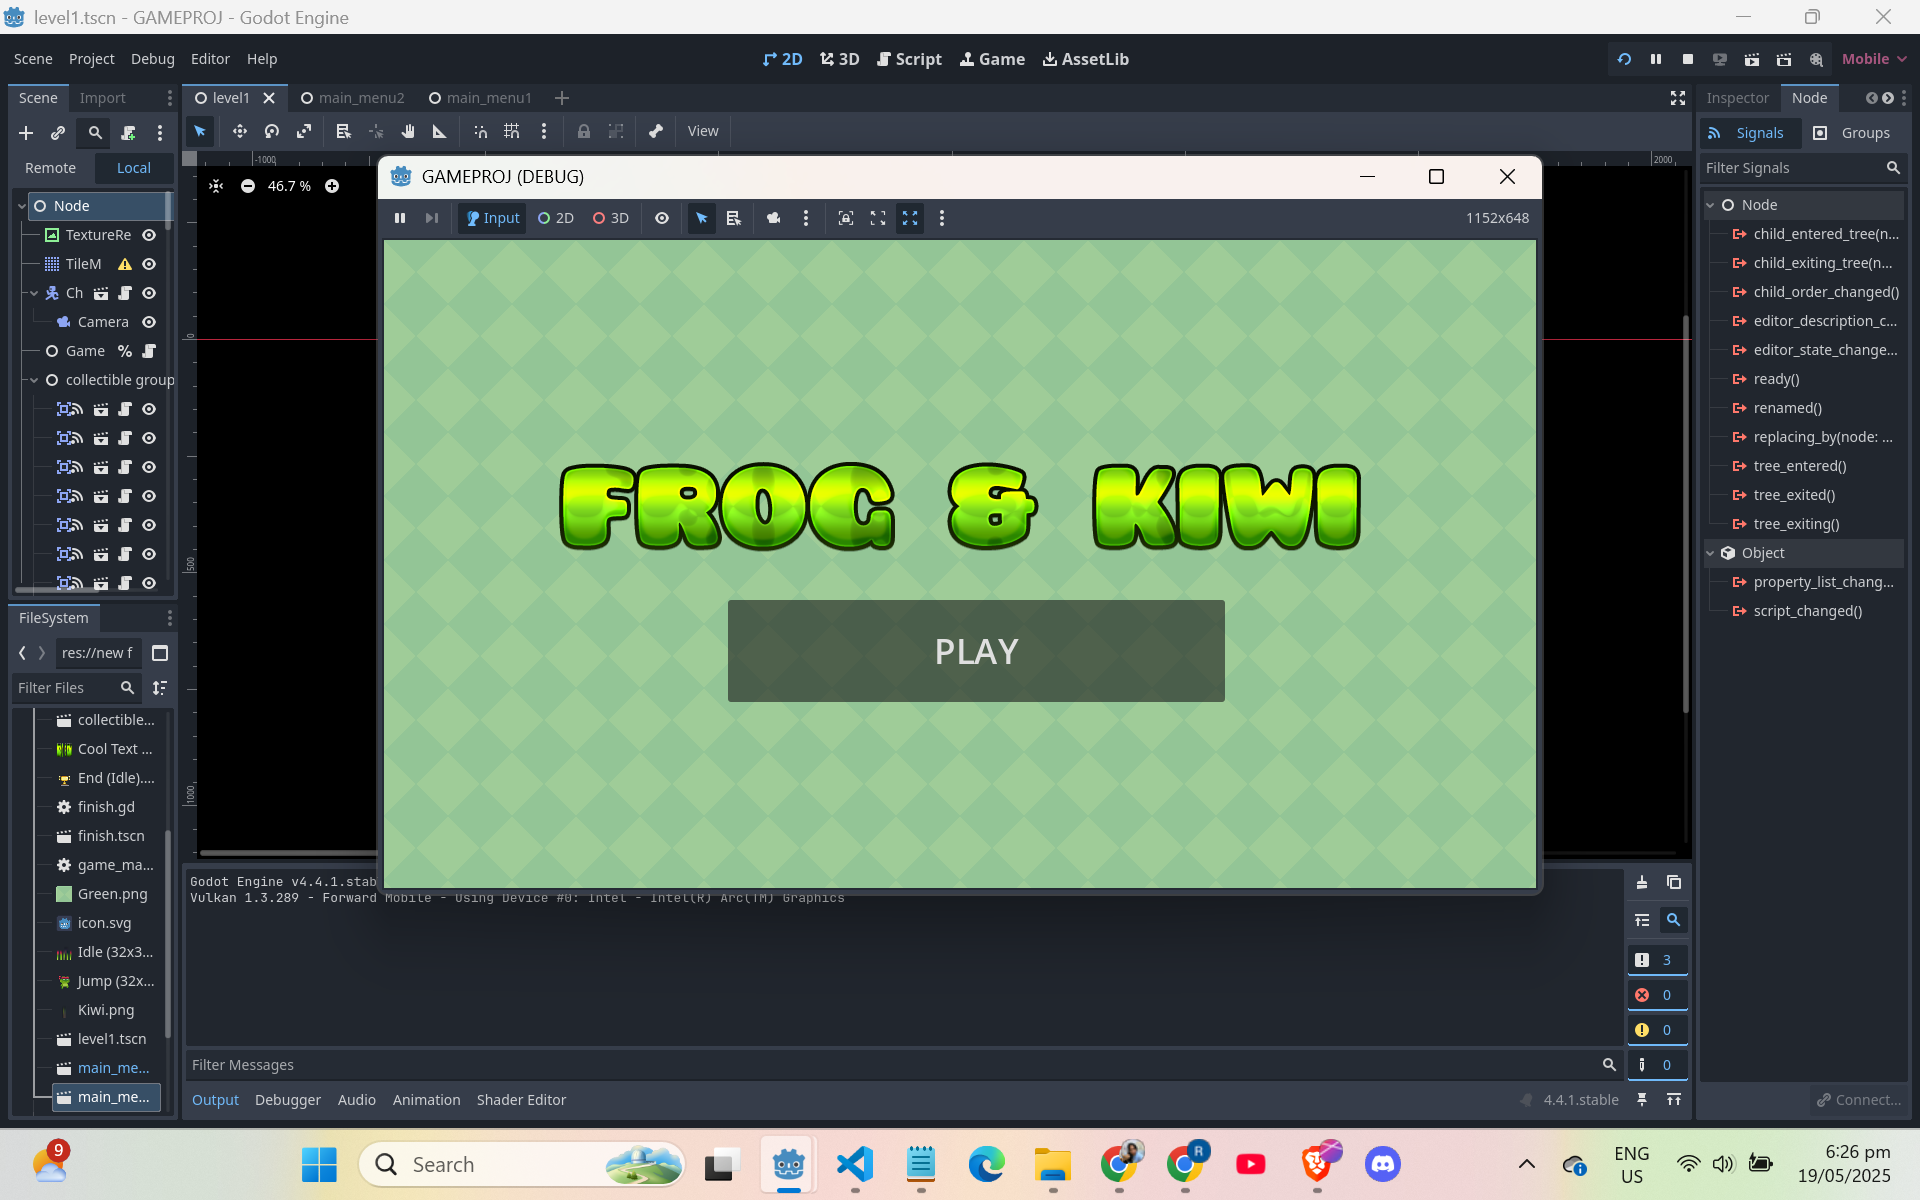 level1.tscn - GAMEPROJ - Godot Engine
Scene Project Debug Editor Help
2D 3D Script Game AssetLib
Mobile
Scene Import
level1 main_menu2 main_menu1
Inspector Node
View
Signals Groups
Remote Local
-1000 2000
Filter Signals
46.7 %
GAMEPROJ (DEBUG)
Input 2D 3D
1152x648
Node
TextureRe
TileM
Ch
Camera
Game
collectible group
0
500
1000
Node
child_entered_tree(n...
child_exiting_tree(n...
child_order_changed()
editor_description_c...
editor_state_change...
ready()
renamed()
replacing_by(node: ...
tree_entered()
tree_exited()
tree_exiting()
Object
property_list_chang...
script_changed()
FROG & KIWI
PLAY
FileSystem
res://new f
Filter Files
collectible...
Cool Text ...
End (Idle)....
finish.gd
finish.tscn
game_ma...
Green.png
icon.svg
Idle (32x3...
Jump (32x...
Kiwi.png
level1.tscn
main_me...
main_me...
Godot Engine v4.4.1.stab
Vulkan 1.3.289 - Forward Mobile - Using Device #0: Intel - Intel(R) Arc(TM) Graphics
3
0
0
0
Filter Messages
Output Debugger Audio Animation Shader Editor
4.4.1.stable
Connect...
9
Search
R
ENG
US
6:26 pm
19/05/2025